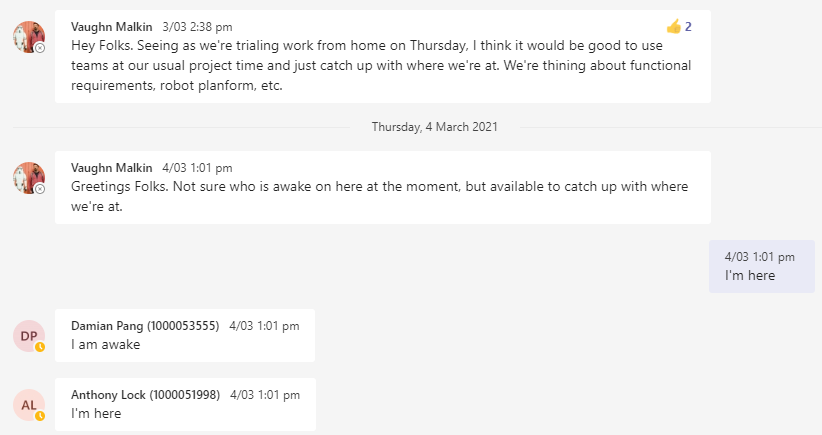 Vaughn Malkin 3/03 2:38 pm 👍 2
Hey Folks. Seeing as we're trialing work from home on Thursday, I think it would be good to use
teams at our usual project time and just catch up with where we're at. We're thining about functional
requirements, robot planform, etc.
Thursday, 4 March 2021
Vaughn Malkin 4/03 1:01 pm
Greetings Folks. Not sure who is awake on here at the moment, but available to catch up with where
we're at.
4/03 1:01 pm
I'm here
DP Damian Pang (1000053555) 4/03 1:01 pm
I am awake
AL Anthony Lock (1000051998) 4/03 1:01 pm
I'm here